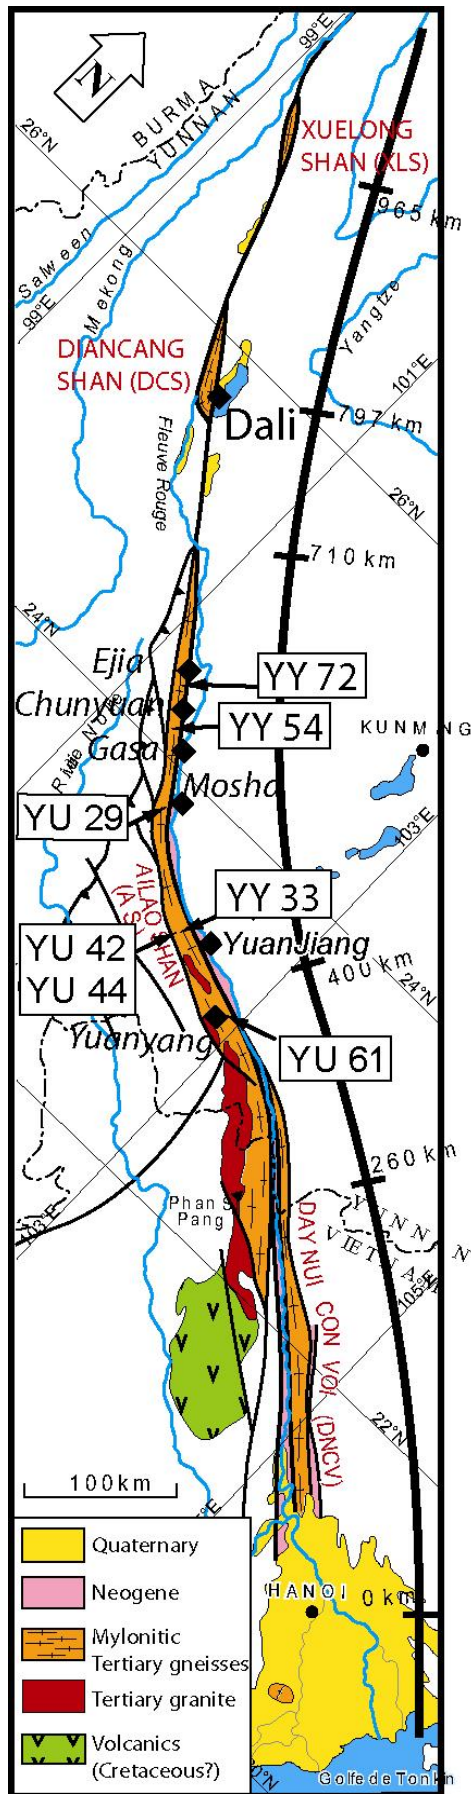 99°E
N
BURMA
YUNNAN
26°N
XUELONG
SHAN (XLS)
965 km
Salween
99°E
Mekong
Yangtze
DIANCANG
SHAN (DCS)
101°E
Dali
797 km
Fleuve Rouge
26°N
710 km
24°N
Ejia
YY 72
Chunyuan
YY 54
KUNMING
Gasa
Mosha
YU 29
103°E
AILAO SHAN
(AS)
YY 33
YU 42
YU 44
YuanJiang
400 km
24°N
Yuanyang
YU 61
260 km
103°E
Phan S
Pang
YUNNAN
VIETNAM
105°E
DAY NUI CON VOI (DNCV)
22°N
100km
Quaternary
Neogene
Mylonitic
Tertiary gneisses
Tertiary granite
Volcanics
(Cretaceous?)
HANOI
0 km
20°N
Golfe de Tonkin